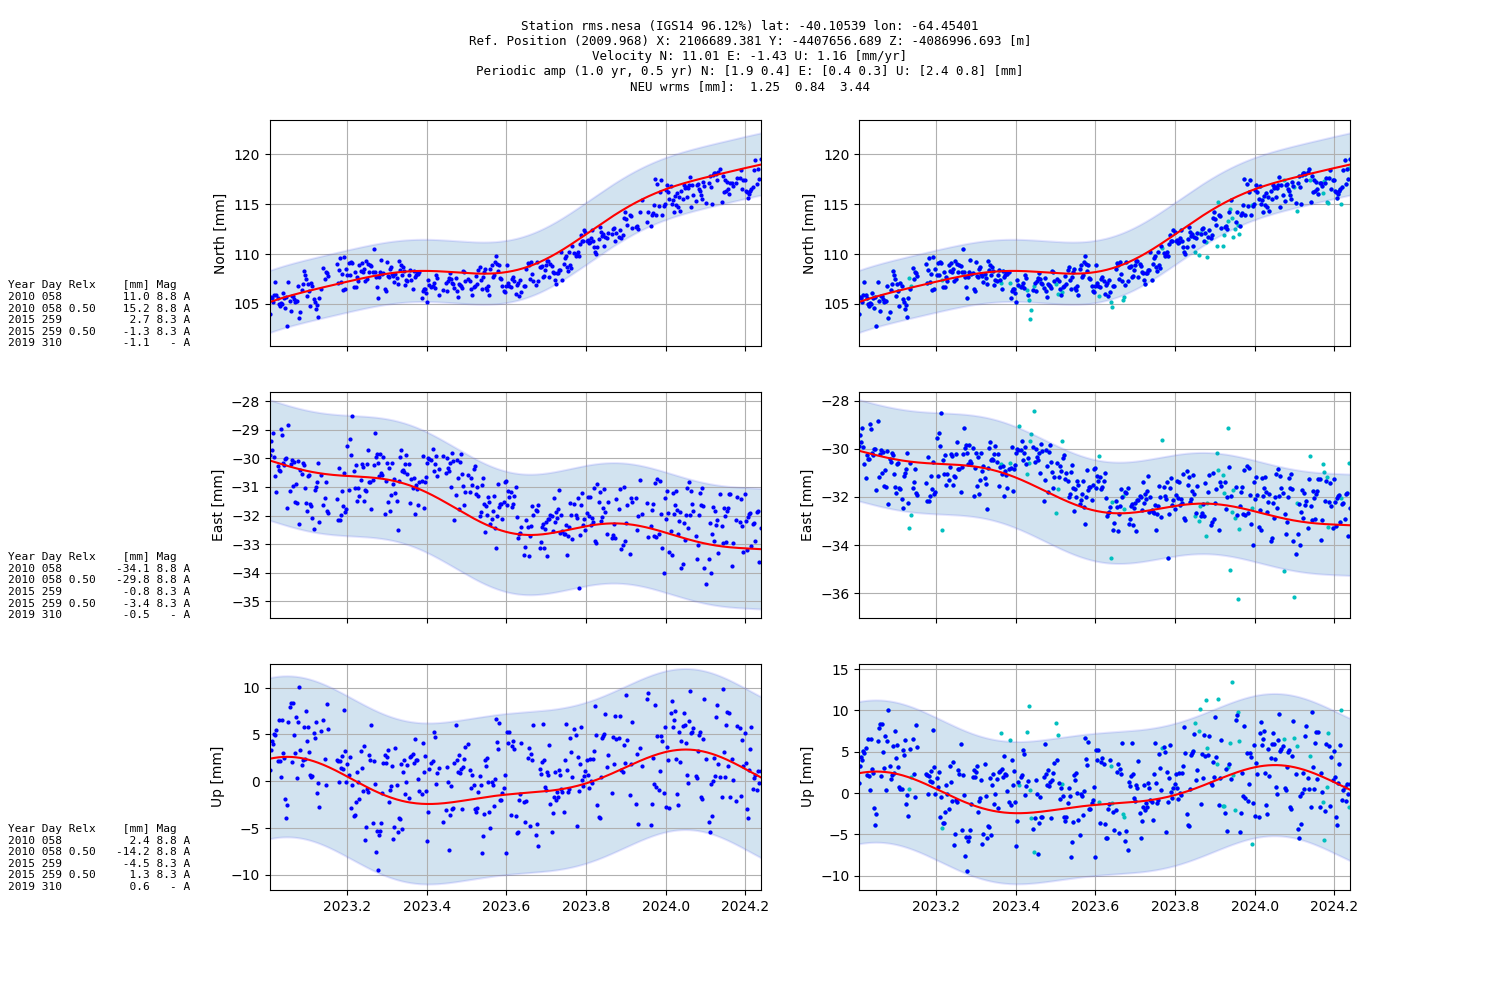 Station rms.nesa (IGS14 96.12%) lat: -40.10539 lon: -64.45401
Ref. Position (2009.968) X: 2106689.381 Y: -4407656.689 Z: -4086996.693 [m]
Velocity N: 11.01 E: -1.43 U: 1.16 [mm/yr]
Periodic amp (1.0 yr, 0.5 yr) N: [1.9 0.4] E: [0.4 0.3] U: [2.4 0.8] [mm]
NEU wrms [mm]: 1.25 0.84 3.44
Year Day Relx [mm] Mag
2010 058 11.0 8.8 A
2010 058 0.50 15.2 8.8 A
2015 259 2.7 8.3 A
2015 259 0.50 -1.3 8.3 A
2019 310 -1.1 - A
North [mm]
120
115
110
105
North [mm]
120
115
110
105
Year Day Relx [mm] Mag
2010 058 -34.1 8.8 A
2010 058 0.50 -29.8 8.8 A
2015 259 -0.8 8.3 A
2015 259 0.50 -3.4 8.3 A
2019 310 -0.5 - A
East [mm]
−28
−29
−30
−31
−32
−33
−34
−35
East [mm]
−28
−30
−32
−34
−36
Year Day Relx [mm] Mag
2010 058 2.4 8.8 A
2010 058 0.50 -14.2 8.8 A
2015 259 -4.5 8.3 A
2015 259 0.50 1.3 8.3 A
2019 310 0.6 - A
Up [mm]
10
5
0
−5
−10
2023.2 2023.4 2023.6 2023.8 2024.0 2024.2
Up [mm]
15
10
5
0
−5
−10
2023.2 2023.4 2023.6 2023.8 2024.0 2024.2